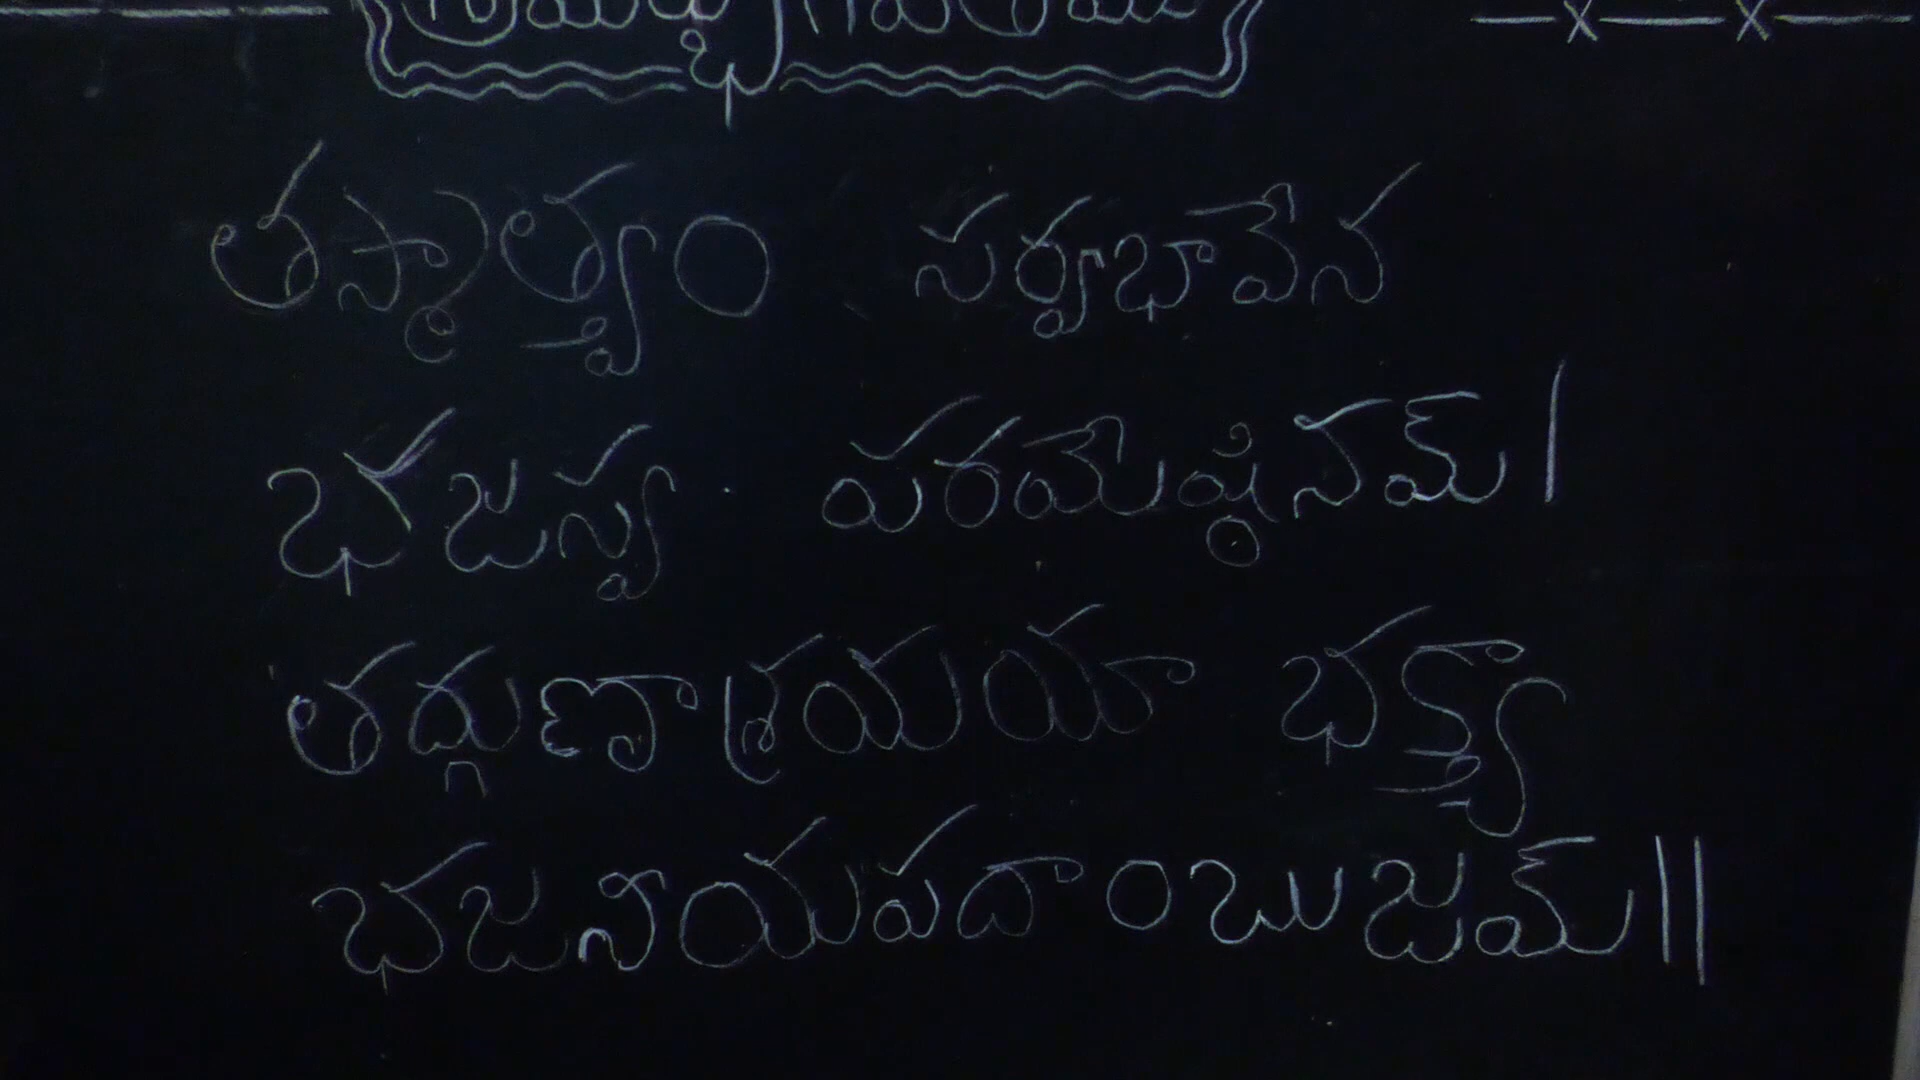 తస్మాత్త్వం సర్వభావేన
భజస్వ పరమేష్ఠినమ్।
తద్గుణాశ్రయయా భక్త్యా
భజనీయపదాంబుజమ్॥